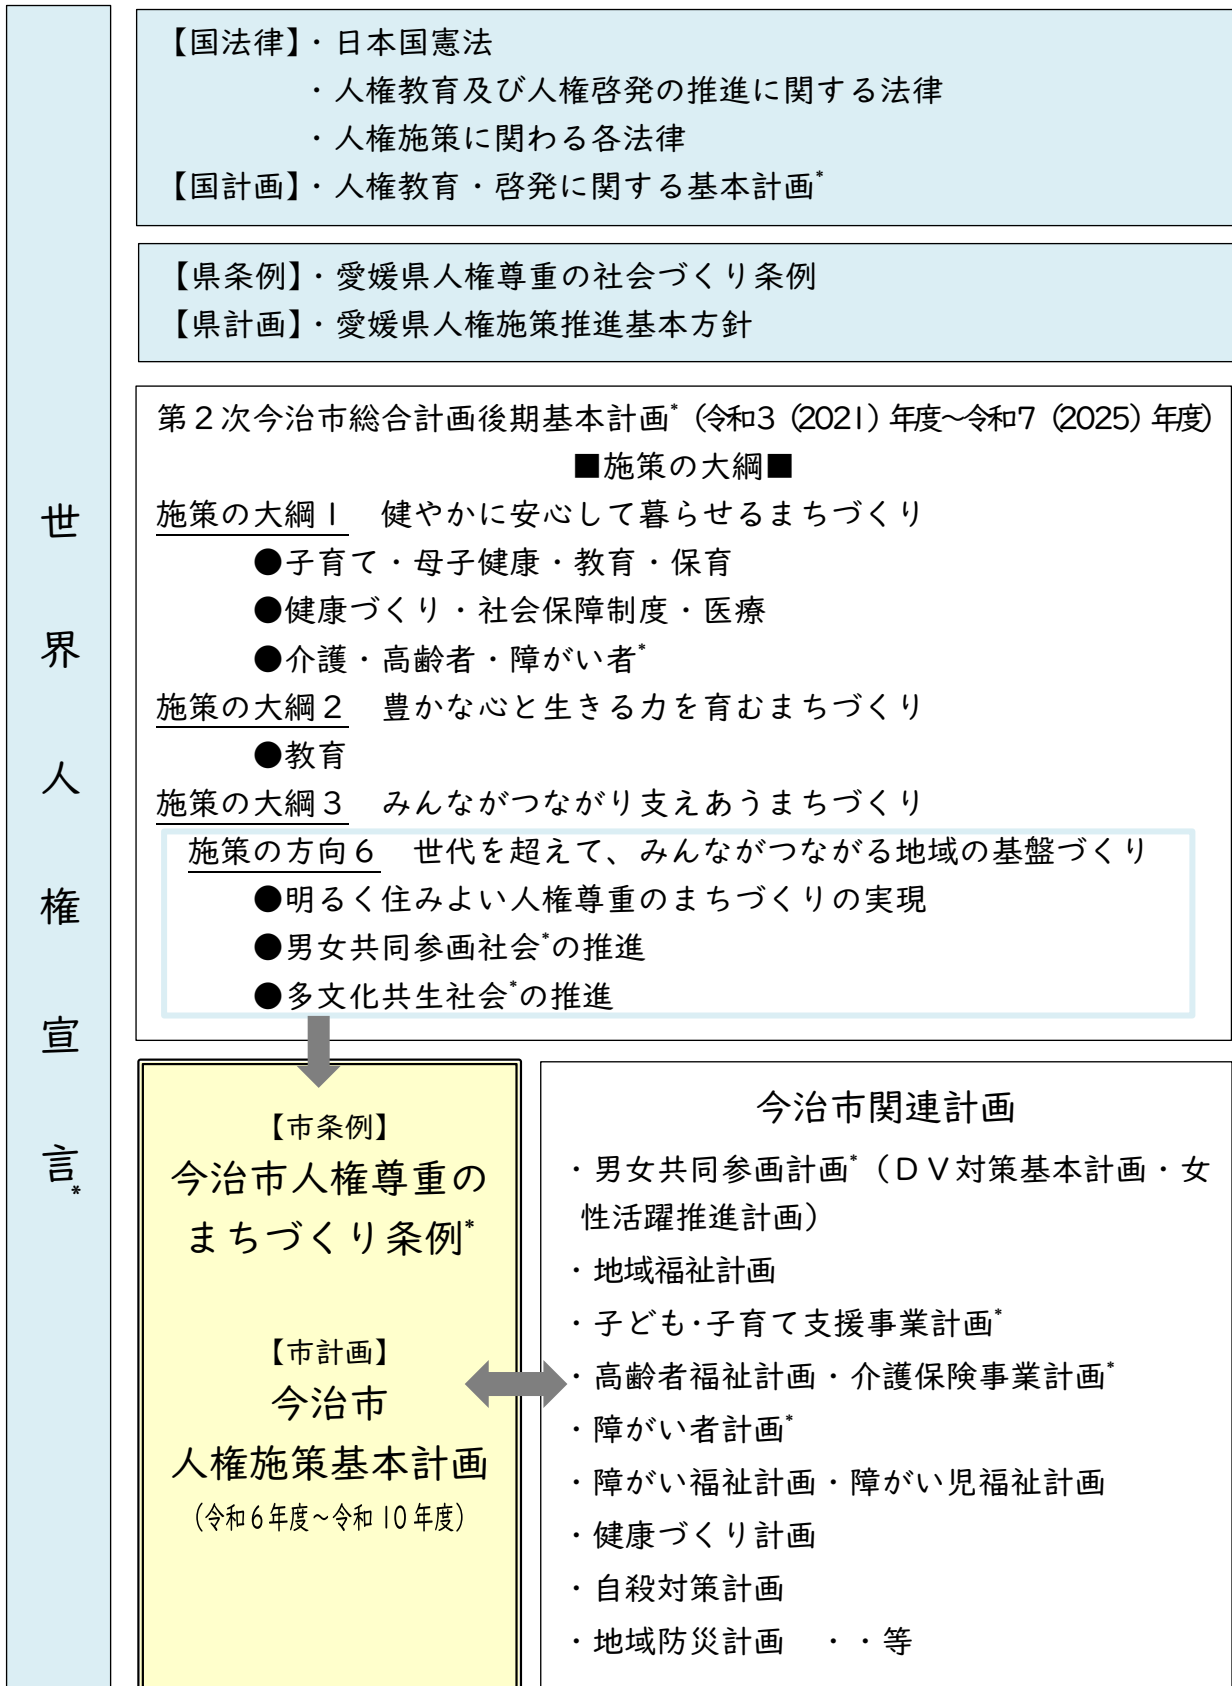 世界人権宣言*
【国法律】・日本国憲法
・人権教育及び人権啓発の推進に関する法律
・人権施策に関わる各法律
【国計画】・人権教育・啓発に関する基本計画*
【県条例】・愛媛県人権尊重の社会づくり条例
【県計画】・愛媛県人権施策推進基本方針
第2次今治市総合計画後期基本計画*（令和3（2021）年度～令和7（2025）年度）
■施策の大綱■
施策の大綱1　健やかに安心して暮らせるまちづくり
●子育て・母子健康・教育・保育
●健康づくり・社会保障制度・医療
●介護・高齢者・障がい者*
施策の大綱2　豊かな心と生きる力を育むまちづくり
●教育
施策の大綱3　みんながつながり支えあうまちづくり
施策の方向6　世代を超えて、みんながつながる地域の基盤づくり
●明るく住みよい人権尊重のまちづくりの実現
●男女共同参画社会*の推進
●多文化共生社会*の推進
【市条例】
今治市人権尊重の
まちづくり条例*
【市計画】
今治市
人権施策基本計画
（令和6年度～令和10年度）
今治市関連計画
・男女共同参画計画*（ＤＶ対策基本計画・女
性活躍推進計画）
・地域福祉計画
・子ども・子育て支援事業計画*
・高齢者福祉計画・介護保険事業計画*
・障がい者計画*
・障がい福祉計画・障がい児福祉計画
・健康づくり計画
・自殺対策計画
・地域防災計画　・・等